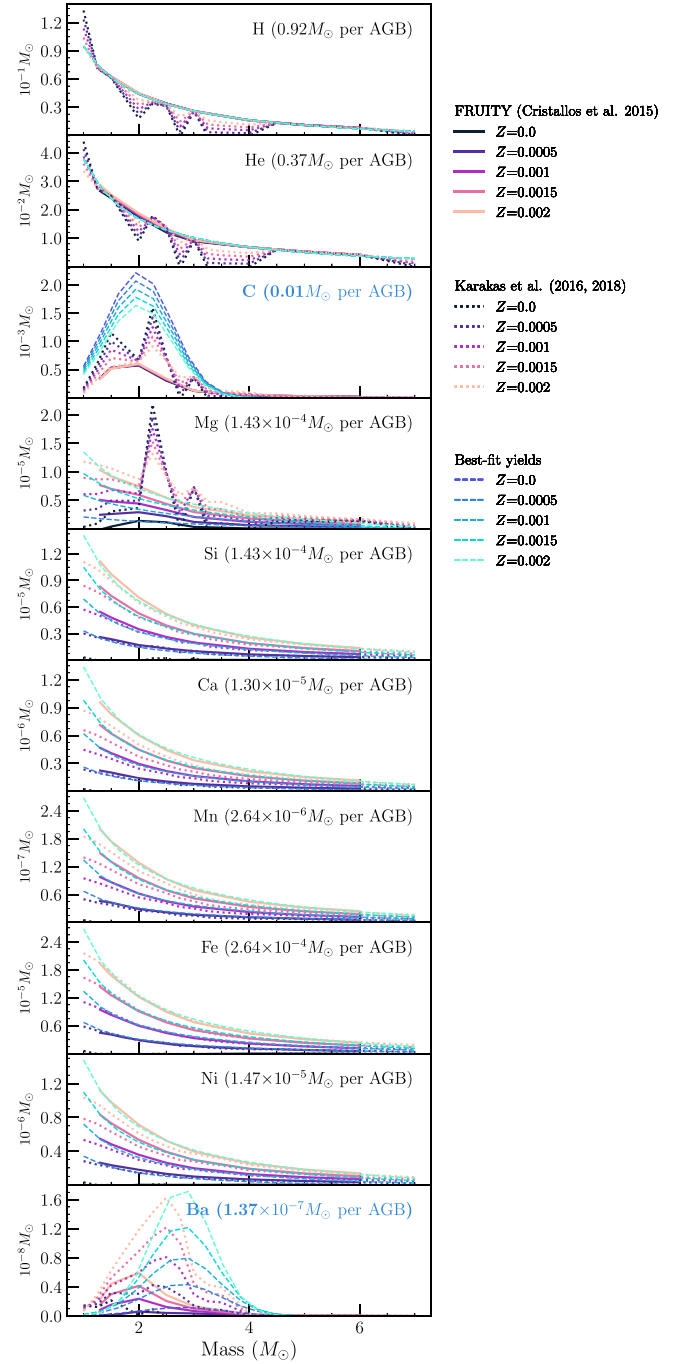 H (0.92M⊙ per AGB)
1.2
0.9
0.6
0.3
10⁻¹M⊙
He (0.37M⊙ per AGB)
4.0
3.0
2.0
1.0
10⁻²M⊙
C (0.01M⊙ per AGB)
2.0
1.5
1.0
0.5
10⁻³M⊙
Mg (1.43×10⁻⁴M⊙ per AGB)
2.0
1.5
1.0
0.5
10⁻⁵M⊙
Si (1.43×10⁻⁴M⊙ per AGB)
1.2
0.9
0.6
0.3
10⁻⁵M⊙
Ca (1.30×10⁻⁵M⊙ per AGB)
1.2
0.9
0.6
0.3
10⁻⁶M⊙
Mn (2.64×10⁻⁶M⊙ per AGB)
2.4
1.8
1.2
0.6
10⁻⁷M⊙
Fe (2.64×10⁻⁴M⊙ per AGB)
2.4
1.8
1.2
0.6
10⁻⁵M⊙
Ni (1.47×10⁻⁵M⊙ per AGB)
1.2
0.8
0.4
10⁻⁶M⊙
Ba (1.37×10⁻⁷M⊙ per AGB)
1.6
1.2
0.8
0.4
0.0
10⁻⁸M⊙
2 4 6
Mass (M⊙)
FRUITY (Cristallos et al. 2015)
Z=0.0
Z=0.0005
Z=0.001
Z=0.0015
Z=0.002
Karakas et al. (2016, 2018)
Z=0.0
Z=0.0005
Z=0.001
Z=0.0015
Z=0.002
Best-fit yields
Z=0.0
Z=0.0005
Z=0.001
Z=0.0015
Z=0.002